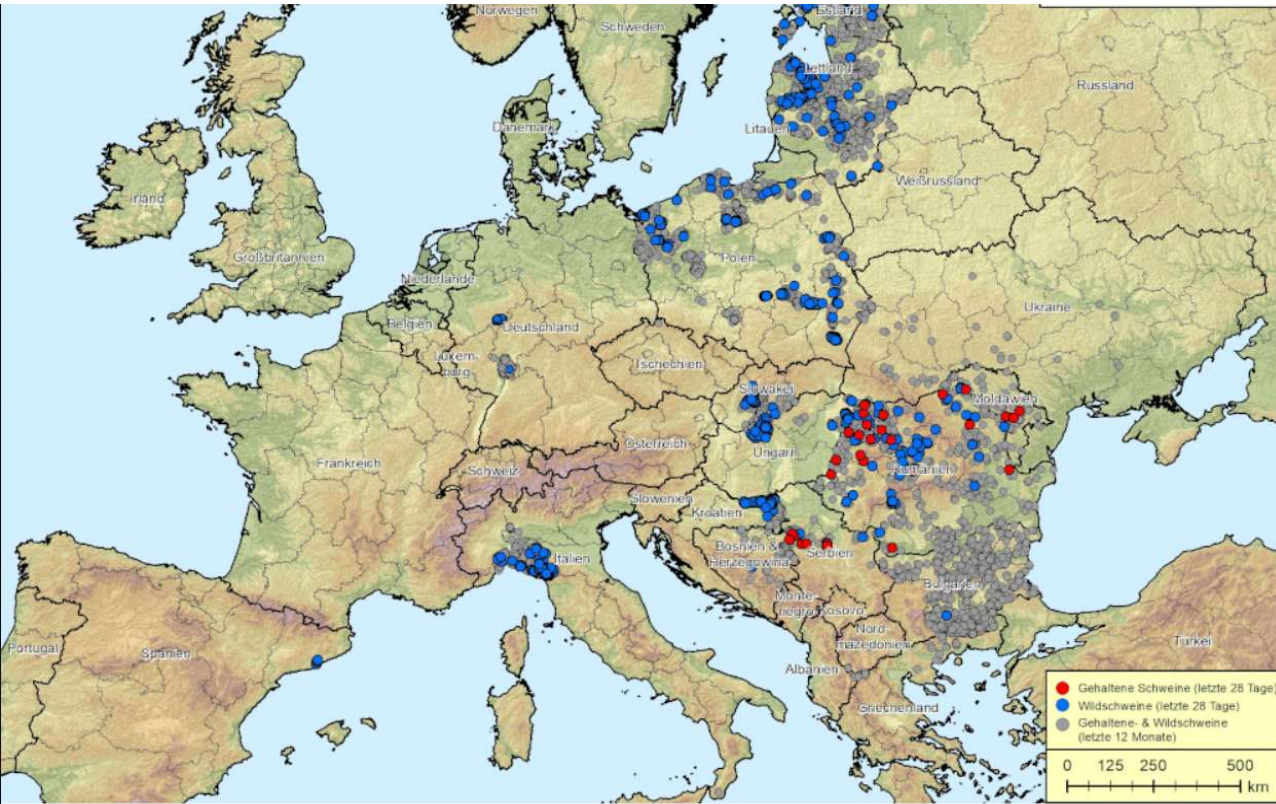 Norwegen
Schweden
Estland
Lettland
Russland
Dänemark
Litauen
Weißrussland
Irland
Großbritannien
Niederlande
Polen
Belgien
Deutschland
Ukraine
Luxem-
burg
Tschechien
Slowakei
Moldawien
Frankreich
Österreich
Ungarn
Schweiz
Rumänien
Slowenien
Kroatien
Italien
Bosnien &
Herzegowina
Serbien
Bulgarien
Monte-
negro
Kosovo
Nord-
mazedonien
Portugal
Spanien
Türkei
Albanien
Griechenland
Gehaltene Schweine (letzte 28 Tage)
Wildschweine (letzte 28 Tage)
Gehaltene- & Wildschweine
(letzte 12 Monate)
0 125 250 500
km